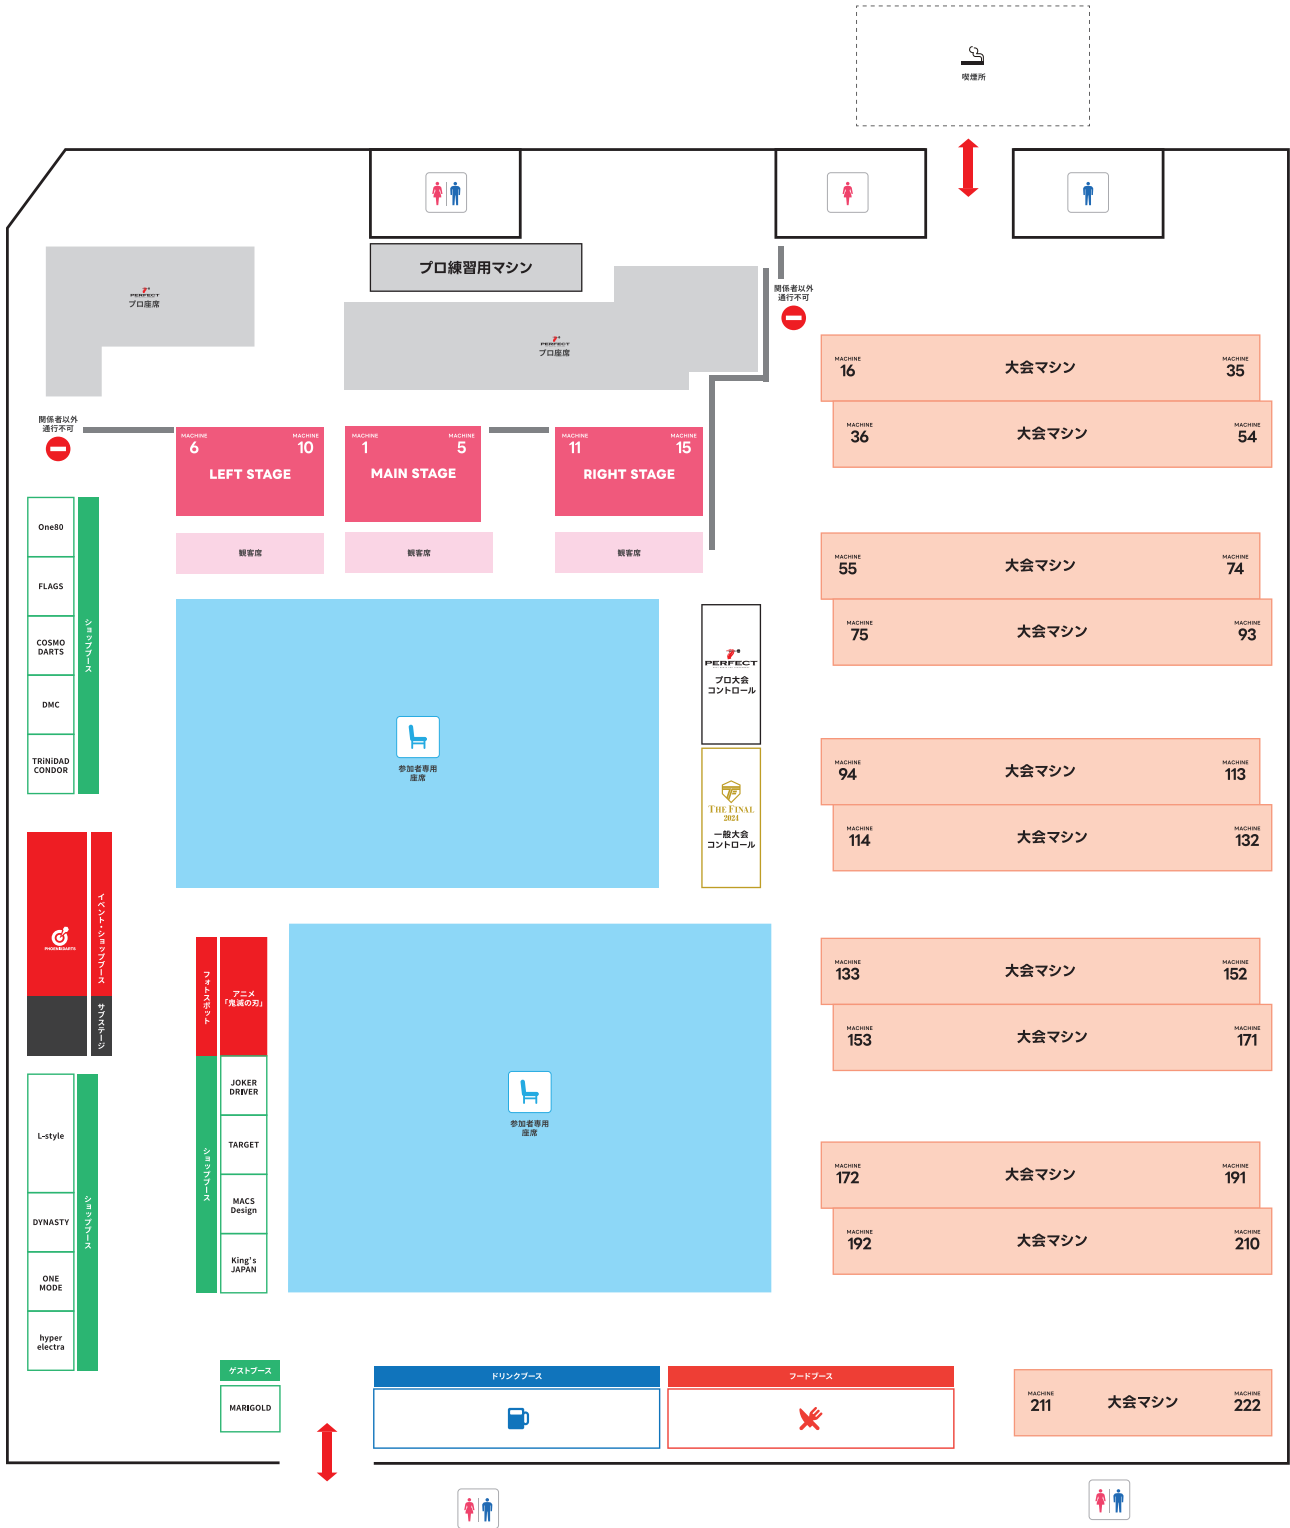 喫煙所
プロ練習用マシン
PERFECT
プロ座席
関係者以外
通行不可
PERFECT
プロ座席
MACHINE
16
大会マシン
MACHINE
35
MACHINE
36
大会マシン
MACHINE
54
関係者以外
通行不可
MACHINE
6
MACHINE
10
LEFT STAGE
MACHINE
1
MACHINE
5
MAIN STAGE
MACHINE
11
MACHINE
15
RIGHT STAGE
観客席
観客席
観客席
One80
FLAGS
COSMO
DARTS
DMC
TRiNiDAD
CONDOR
ショップブース
MACHINE
55
大会マシン
MACHINE
74
MACHINE
75
大会マシン
MACHINE
93
PERFECT
プロ大会
コントロール
参加者専用
座席
THE FINAL
2024
一般大会
コントロール
MACHINE
94
大会マシン
MACHINE
113
MACHINE
114
大会マシン
MACHINE
132
PHOENIXDARTS
イベント・ショップブース
サブステージ
フォトスポット
アニメ
「鬼滅の刃」
MACHINE
133
大会マシン
MACHINE
152
MACHINE
153
大会マシン
MACHINE
171
L-style
DYNASTY
ONE
MODE
hyper
electra
ショップブース
JOKER
DRIVER
TARGET
MACS
Design
King's
JAPAN
ショップブース
参加者専用
座席
MACHINE
172
大会マシン
MACHINE
191
MACHINE
192
大会マシン
MACHINE
210
ゲストブース
MARIGOLD
ドリンクブース
フードブース
MACHINE
211
大会マシン
MACHINE
222